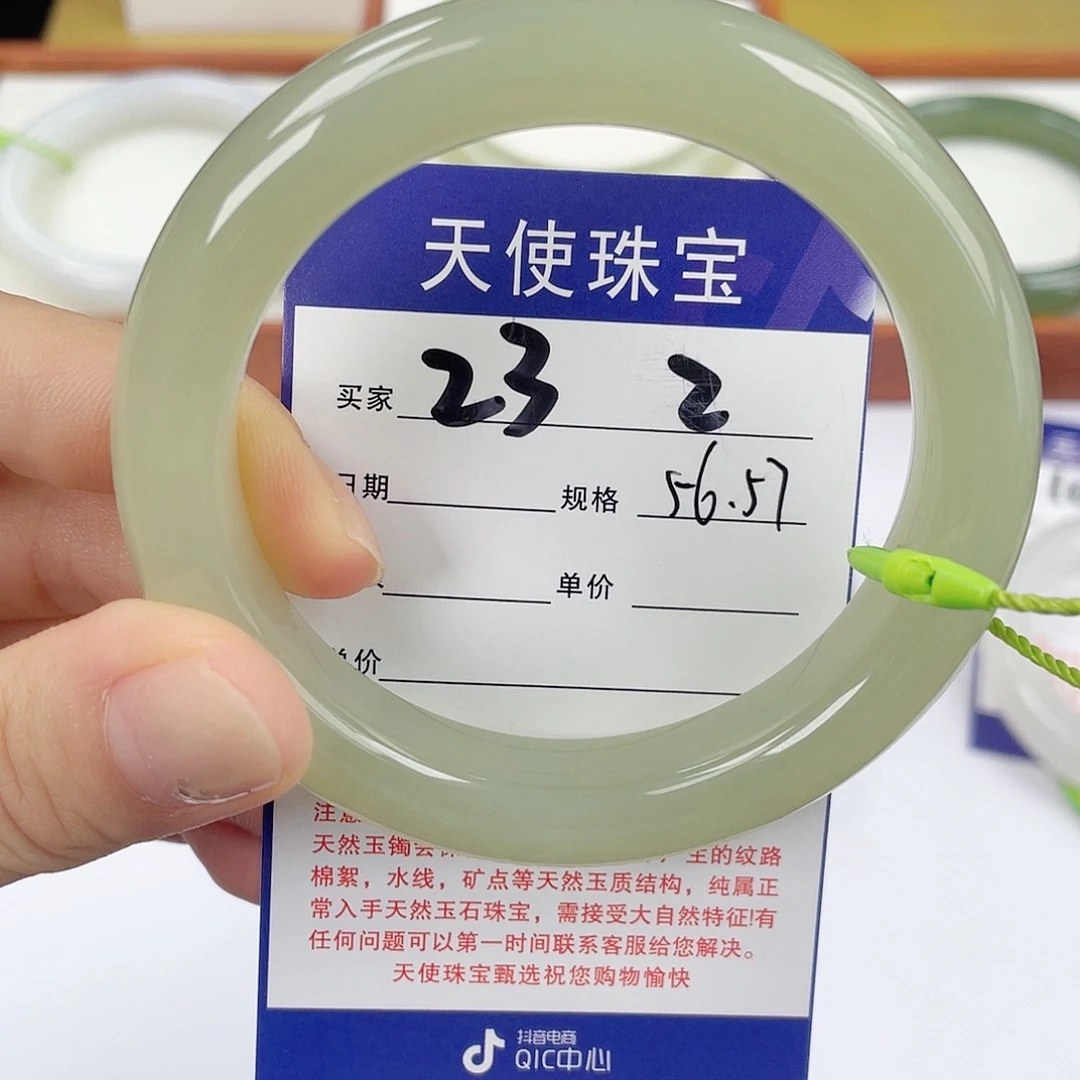 天使珠宝
买家 23 2
日期 规格 56.57
单价
价
注意
天然玉镯会 生的纹路
棉絮，水线，矿点等天然玉质结构，纯属正
常入手天然玉石珠宝，需接受大自然特征!有
任何问题可以第一时间联系客服给您解决。
天使珠宝甄选祝您购物愉快
抖音电商
QIC中心